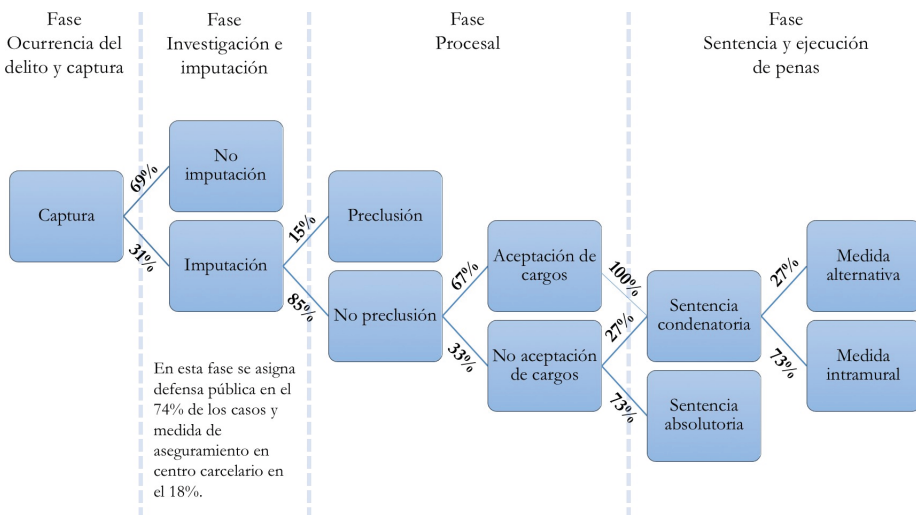 Fase
Ocurrencia del
delito y captura
Fase
Investigación e
imputación
Fase
Procesal
Fase
Sentencia y ejecución
de penas
Captura
69%
31%
No
imputación
Imputación
15%
85%
Preclusión
No preclusión
67%
33%
Aceptación de
cargos
No aceptación
de cargos
100%
27%
73%
Sentencia
condenatoria
Sentencia
absolutoria
27%
73%
Medida
alternativa
Medida
intramural
En esta fase se asigna
defensa pública en el
74% de los casos y
medida de
aseguramiento en
centro carcelario en
el 18%.